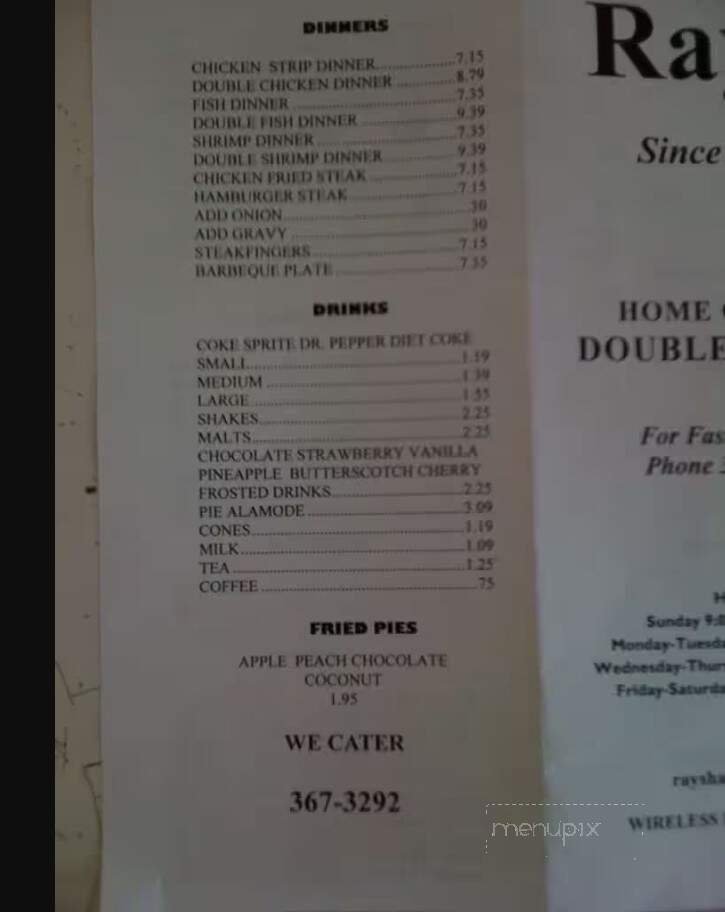 DINNERS
CHICKEN STRIP DINNER....................7.15
DOUBLE CHICKEN DINNER...............8.79
FISH DINNER..........................................7.35
DOUBLE FISH DINNER.........................9.39
SHRIMP DINNER....................................7.35
DOUBLE SHRIMP DINNER...................9.39
CHICKEN FRIED STEAK.......................7.15
HAMBURGER STEAK............................7.15
ADD ONION............................................30
ADD GRAVY...........................................30
STEAKFINGERS.....................................7.15
BARBEQUE PLATE................................7.35
DRINKS
COKE SPRITE DR. PEPPER DIET COKE
SMALL....................................................1.19
MEDIUM.................................................1.39
LARGE....................................................1.55
SHAKES..................................................2.25
MALTS....................................................2.25
CHOCOLATE STRAWBERRY VANILLA
PINEAPPLE BUTTERSCOTCH CHERRY
FROSTED DRINKS.................................2.25
PIE ALAMODE.......................................3.09
CONES.....................................................1.19
MILK........................................................1.09
TEA..........................................................1.25
COFFEE.....................................................75
FRIED PIES
APPLE PEACH CHOCOLATE
COCONUT
1.95
WE CATER
367-3292
Ray
Since
HOME
DOUBLE
For Fas
Phone 3
H
Sunday 9:0
Monday-Tuesda
Wednesday-Thur
Friday-Saturda
raysha
WIRELESS
menupix